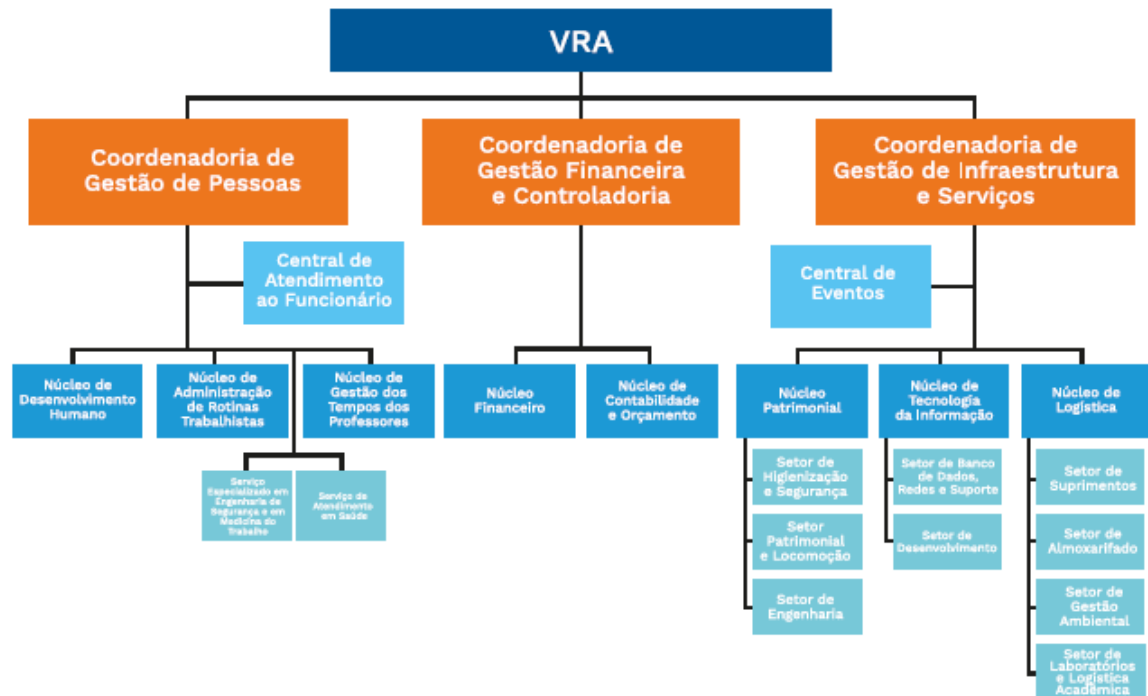 VRA
Coordenadoria de
Gestão de Pessoas
Coordenadoria de
Gestão Financeira
e Controladoria
Coordenadoria de
Gestão de Infraestrutura
e Serviços
Central de
Atendimento
ao Funcionário
Central de
Eventos
Núcleo de
Desenvolvimento
Humano
Núcleo de
Administração
de Rotinas
Trabalhistas
Núcleo de
Gestão dos
Tempos dos
Professores
Núcleo
Financeiro
Núcleo de
Contabilidade
e Orçamento
Núcleo
Patrimonial
Núcleo de
Tecnologia
da Informação
Núcleo de
Logística
Serviço
Especializado em
Engenharia de
Segurança e em
Medicina do
Trabalho
Serviço de
Atendimento
em Saúde
Setor de
Higienização
e Segurança
Setor
Patrimonial
e Locomoção
Setor de
Engenharia
Setor de Banco
de Dados,
Redes e Suporte
Setor de
Desenvolvimento
Setor de
Suprimentos
Setor de
Almoxarifado
Setor de
Gestão
Ambiental
Setor de
Laboratórios
e Logística
Acadêmica